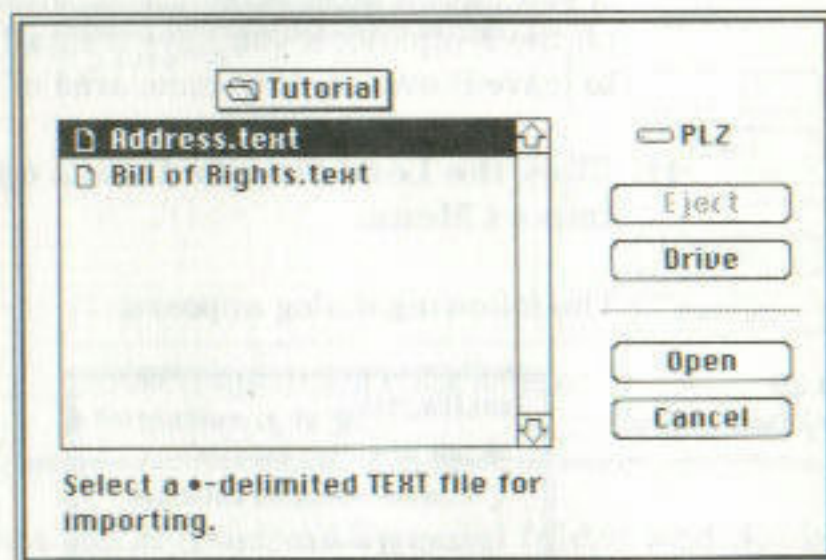 Tutorial
Address.text
Bill of Rights.text
PLZ
Eject
Drive
Open
Cancel
Select a •-delimited TEXT file for
importing.